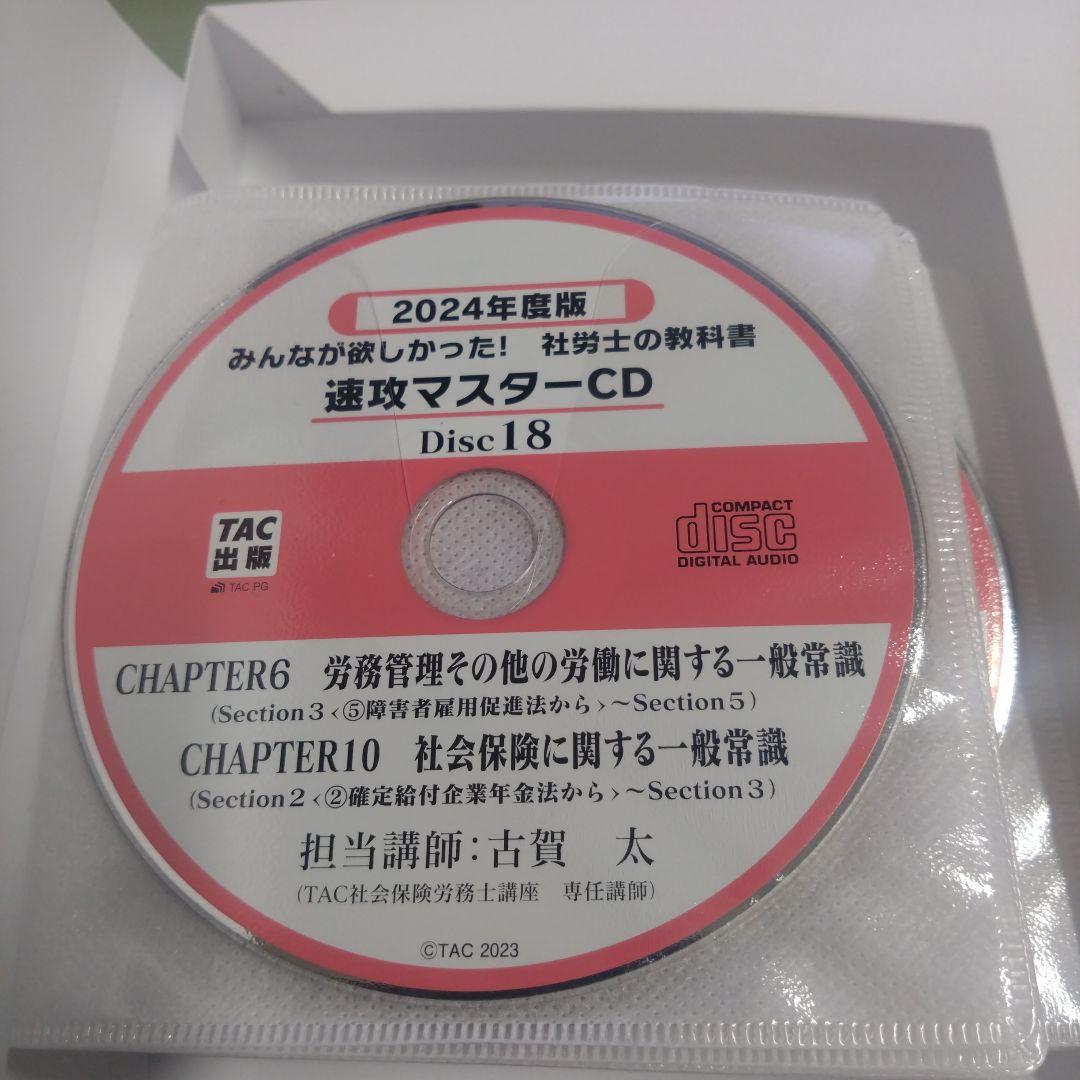 2024年度版
みんなが欲しかった! 社労士の教科書
速攻マスターCD
Disc18
TAC
出版
TAC PG
COMPACT
disc
DIGITAL AUDIO
CHAPTER6 労務管理その他の労働に関する一般常識
(Section3<⑤障害者雇用促進法から>~Section5)
CHAPTER10 社会保険に関する一般常識
(Section2<②確定給付企業年金法から>~Section3)
担当講師:古賀 太
(TAC社会保険労務士講座 専任講師)
©TAC 2023